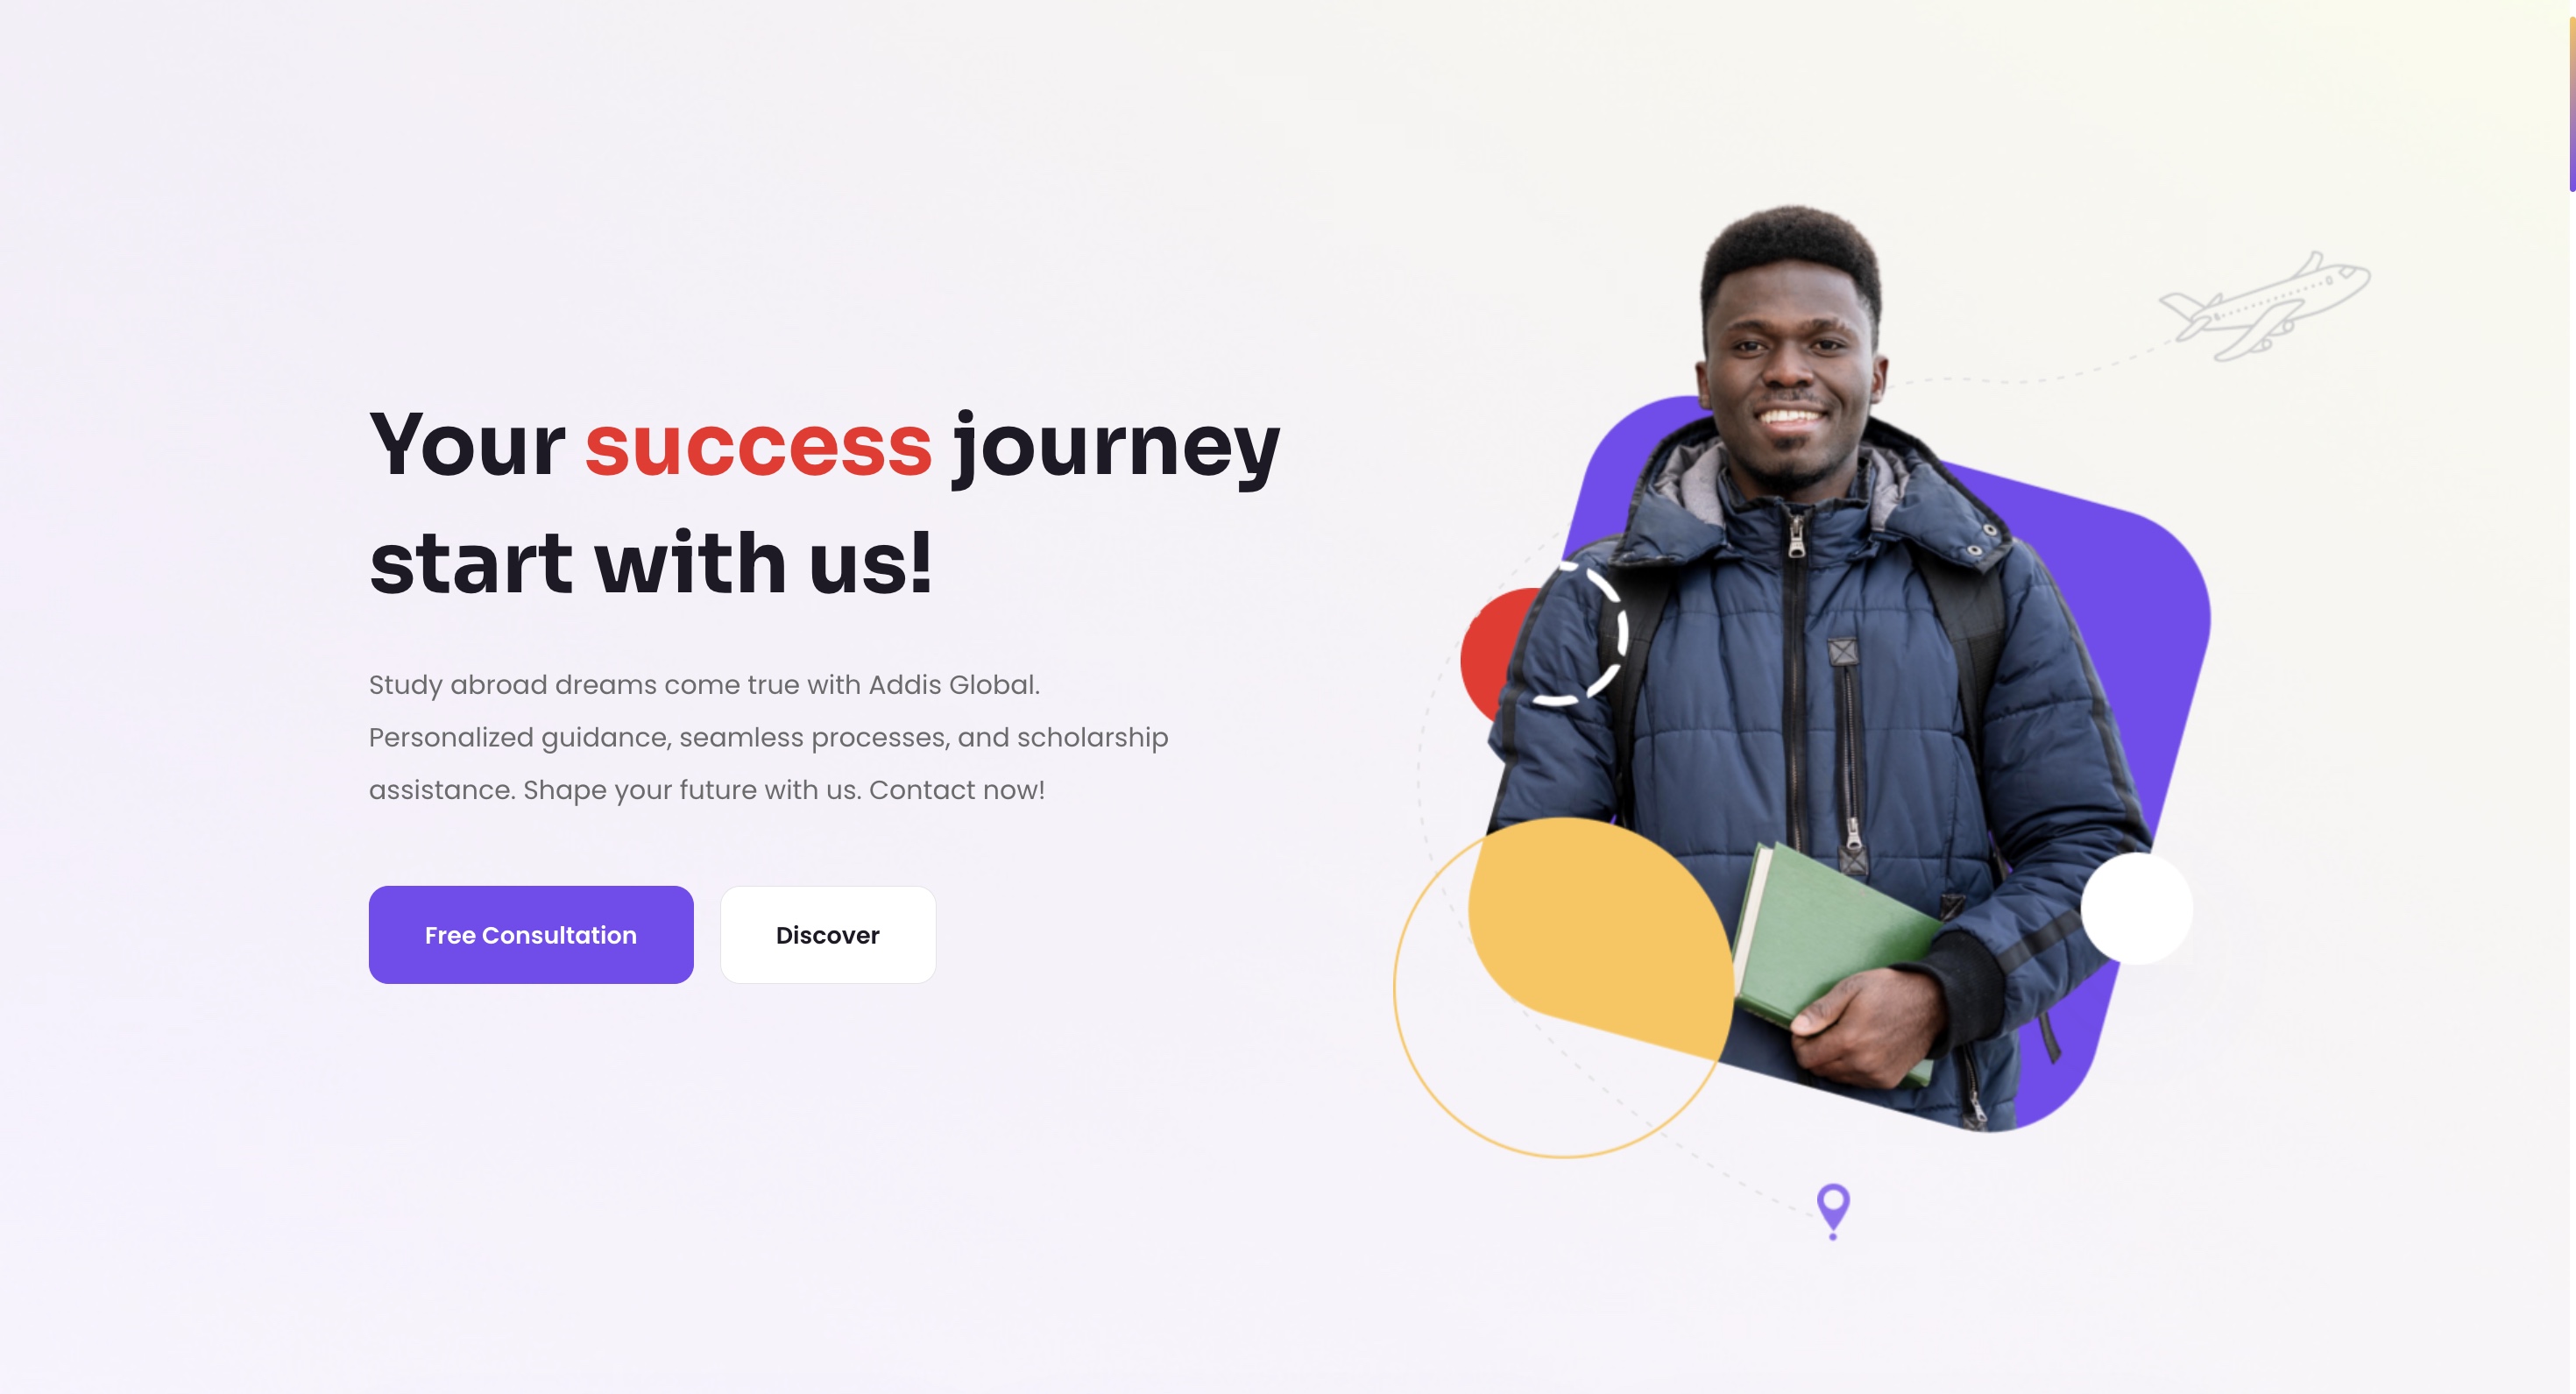 Your success journey
start with us!
Study abroad dreams come true with Addis Global.
Personalized guidance, seamless processes, and scholarship
assistance. Shape your future with us. Contact now!
Free Consultation
Discover